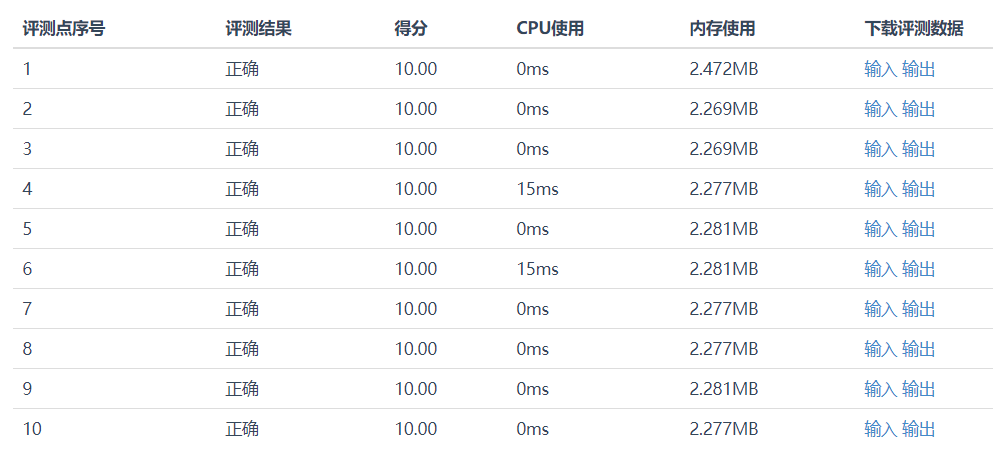 评测点序号 评测结果 得分 CPU使用 内存使用 下载评测数据
1 正确 10.00 0ms 2.472MB 输入 输出
2 正确 10.00 0ms 2.269MB 输入 输出
3 正确 10.00 0ms 2.269MB 输入 输出
4 正确 10.00 15ms 2.277MB 输入 输出
5 正确 10.00 0ms 2.281MB 输入 输出
6 正确 10.00 15ms 2.281MB 输入 输出
7 正确 10.00 0ms 2.277MB 输入 输出
8 正确 10.00 0ms 2.277MB 输入 输出
9 正确 10.00 0ms 2.281MB 输入 输出
10 正确 10.00 0ms 2.277MB 输入 输出